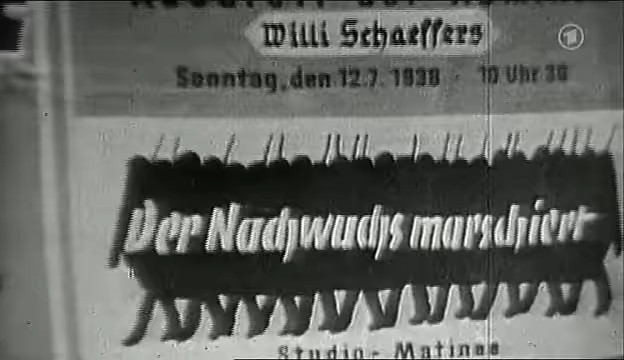 Willi Schaeffers
Sonntag, den 12.7. 1938 - 10 Uhr 30
Der Nachwuchs marschiert
Studio - Matinee